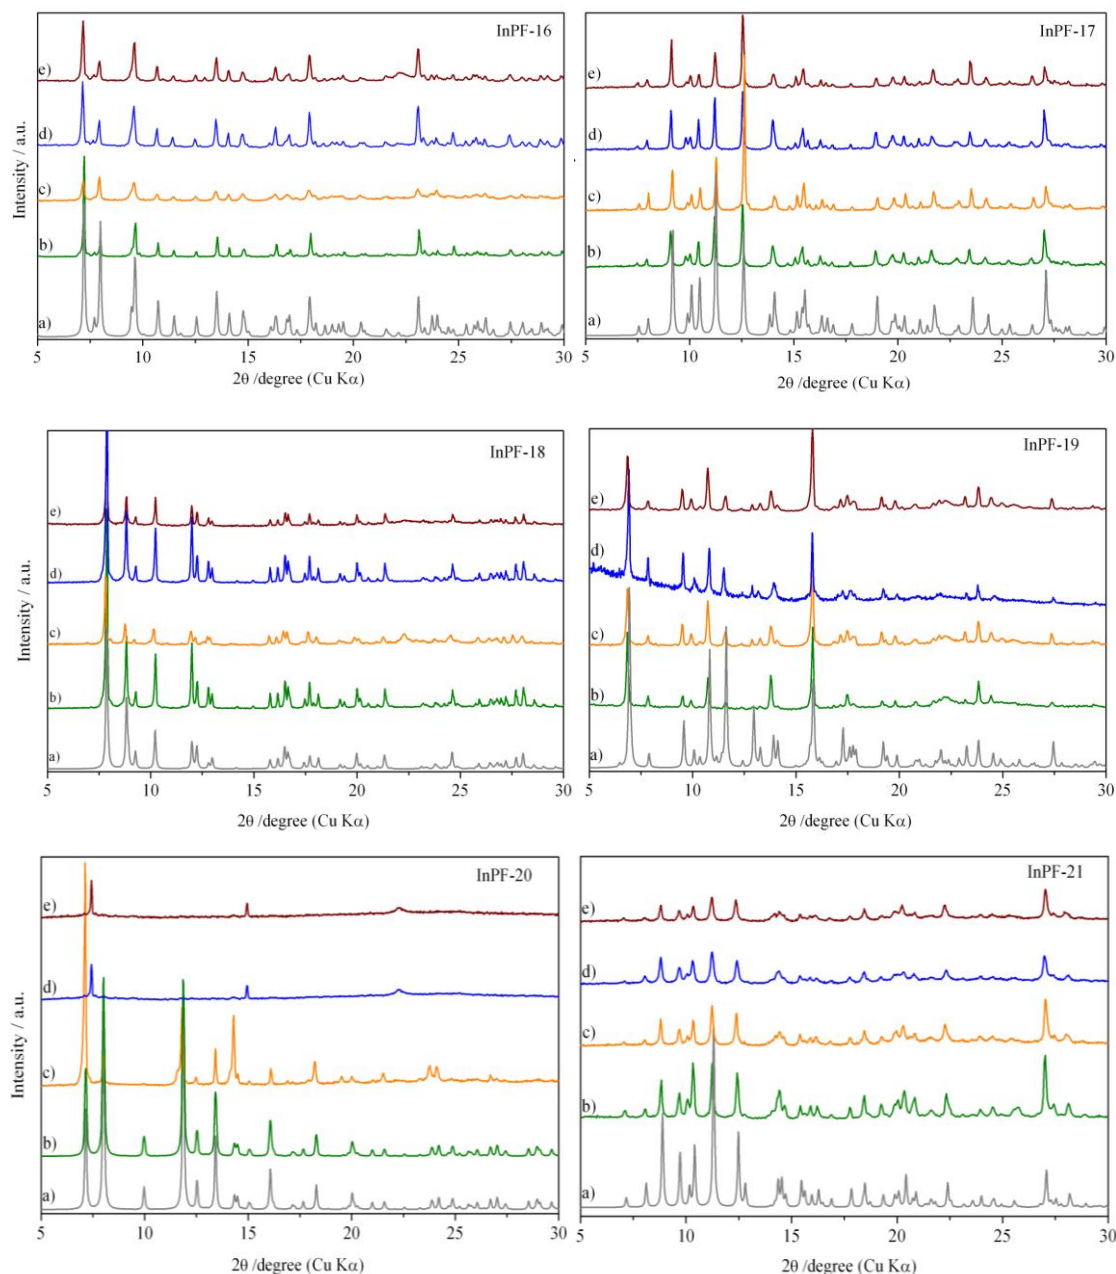 InPF-16
Intensity / a.u.
e)
d)
c)
b)
a)
5 10 15 20 25 30
2θ /degree (Cu Kα)
InPF-17
e)
d)
c)
b)
a)
5 10 15 20 25 30
2θ /degree (Cu Kα)
InPF-18
Intensity / a.u.
e)
d)
c)
b)
a)
5 10 15 20 25 30
2θ /degree (Cu Kα)
InPF-19
e)
d)
c)
b)
a)
5 10 15 20 25 30
2θ /degree (Cu Kα)
InPF-20
Intensity / a.u.
e)
d)
c)
b)
a)
5 10 15 20 25 30
2θ /degree (Cu Kα)
InPF-21
e)
d)
c)
b)
a)
5 10 15 20 25 30
2θ /degree (Cu Kα)